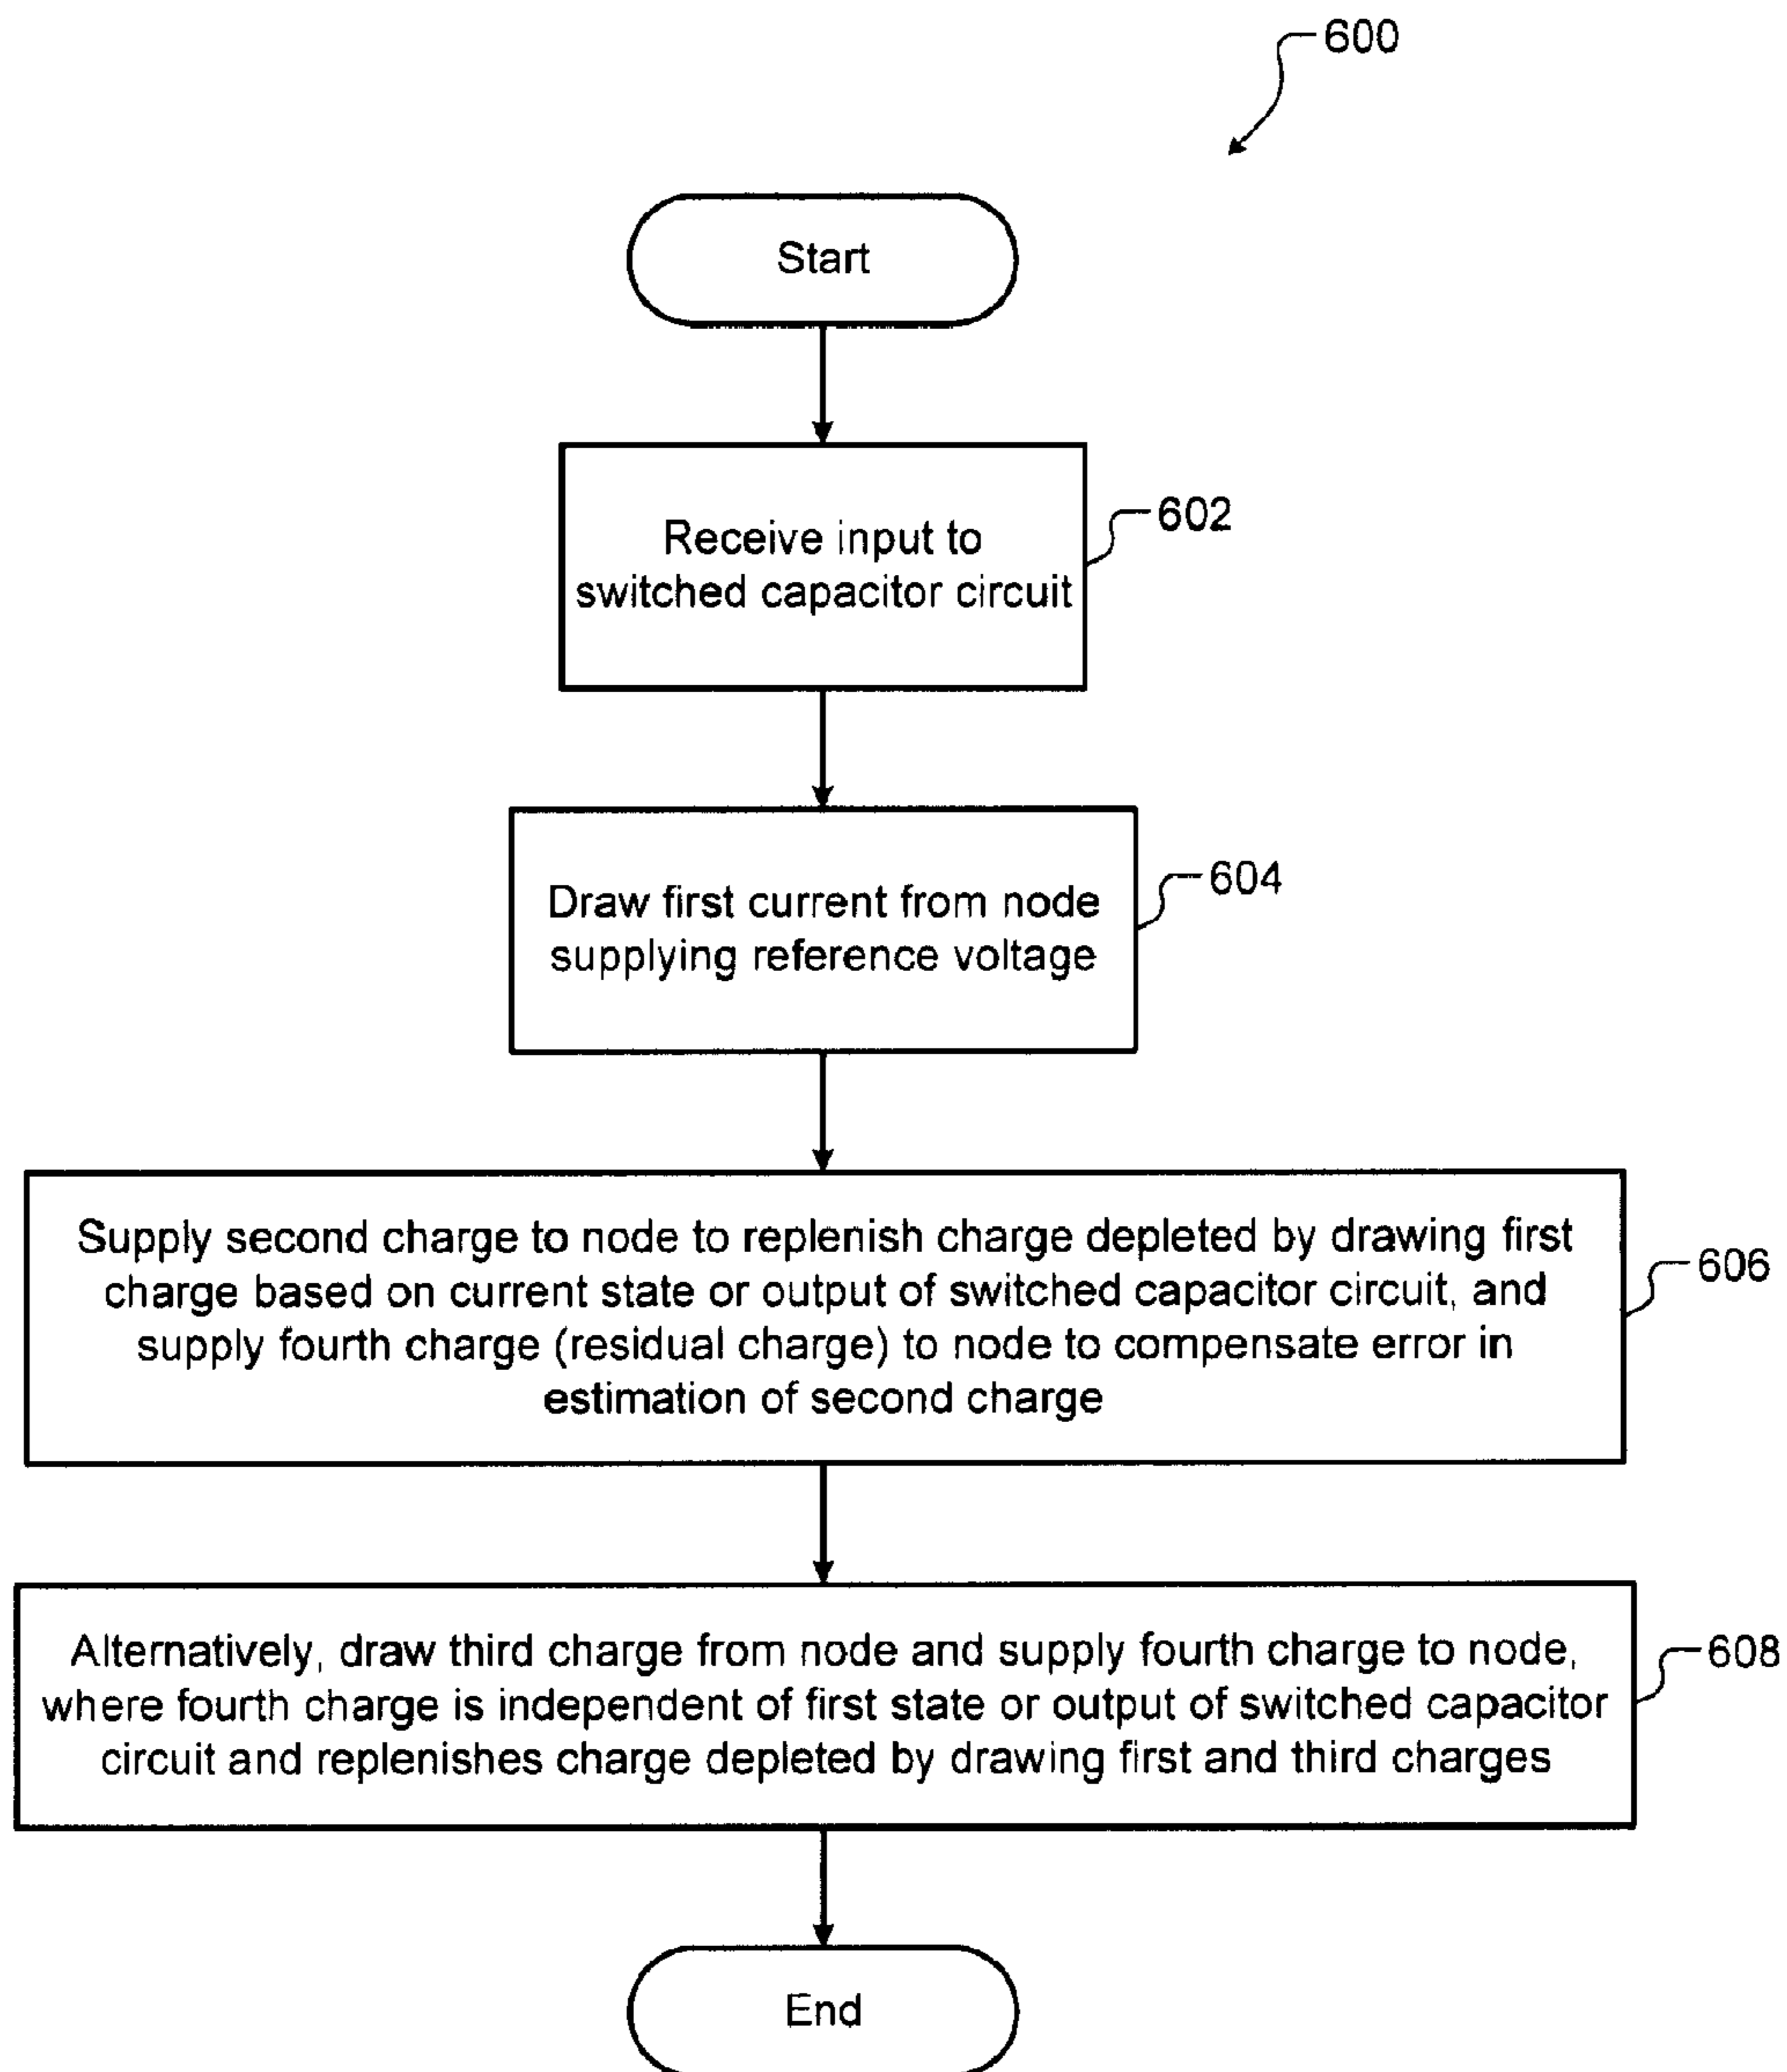 600
Start
Receive input to
switched capacitor circuit
602
Draw first current from node
supplying reference voltage
604
Supply second charge to node to replenish charge depleted by drawing first
charge based on current state or output of switched capacitor circuit, and
supply fourth charge (residual charge) to node to compensate error in
estimation of second charge
606
Alternatively, draw third charge from node and supply fourth charge to node,
where fourth charge is independent of first state or output of switched capacitor
circuit and replenishes charge depleted by drawing first and third charges
608
End